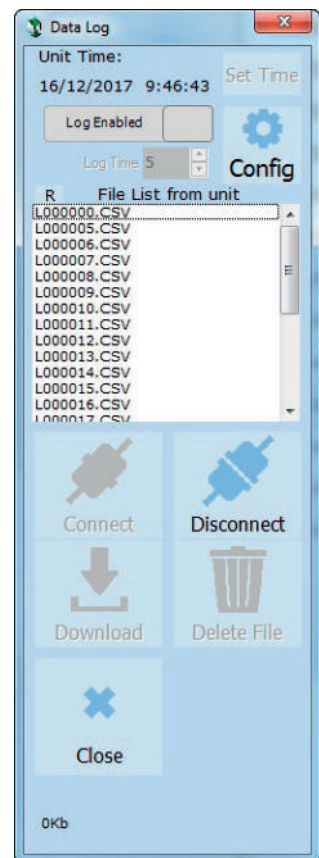 Data Log
Unit Time:
16/12/2017 9:46:43
Set Time
Log Enabled
Log Time 5
Config
R File List from unit
L000000.CSV
L000005.CSV
L000006.CSV
L000007.CSV
L000008.CSV
L000009.CSV
L000010.CSV
L000011.CSV
L000012.CSV
L000013.CSV
L000014.CSV
L000015.CSV
L000016.CSV
L000017.CSV
Connect
Disconnect
Download
Delete File
Close
0Kb